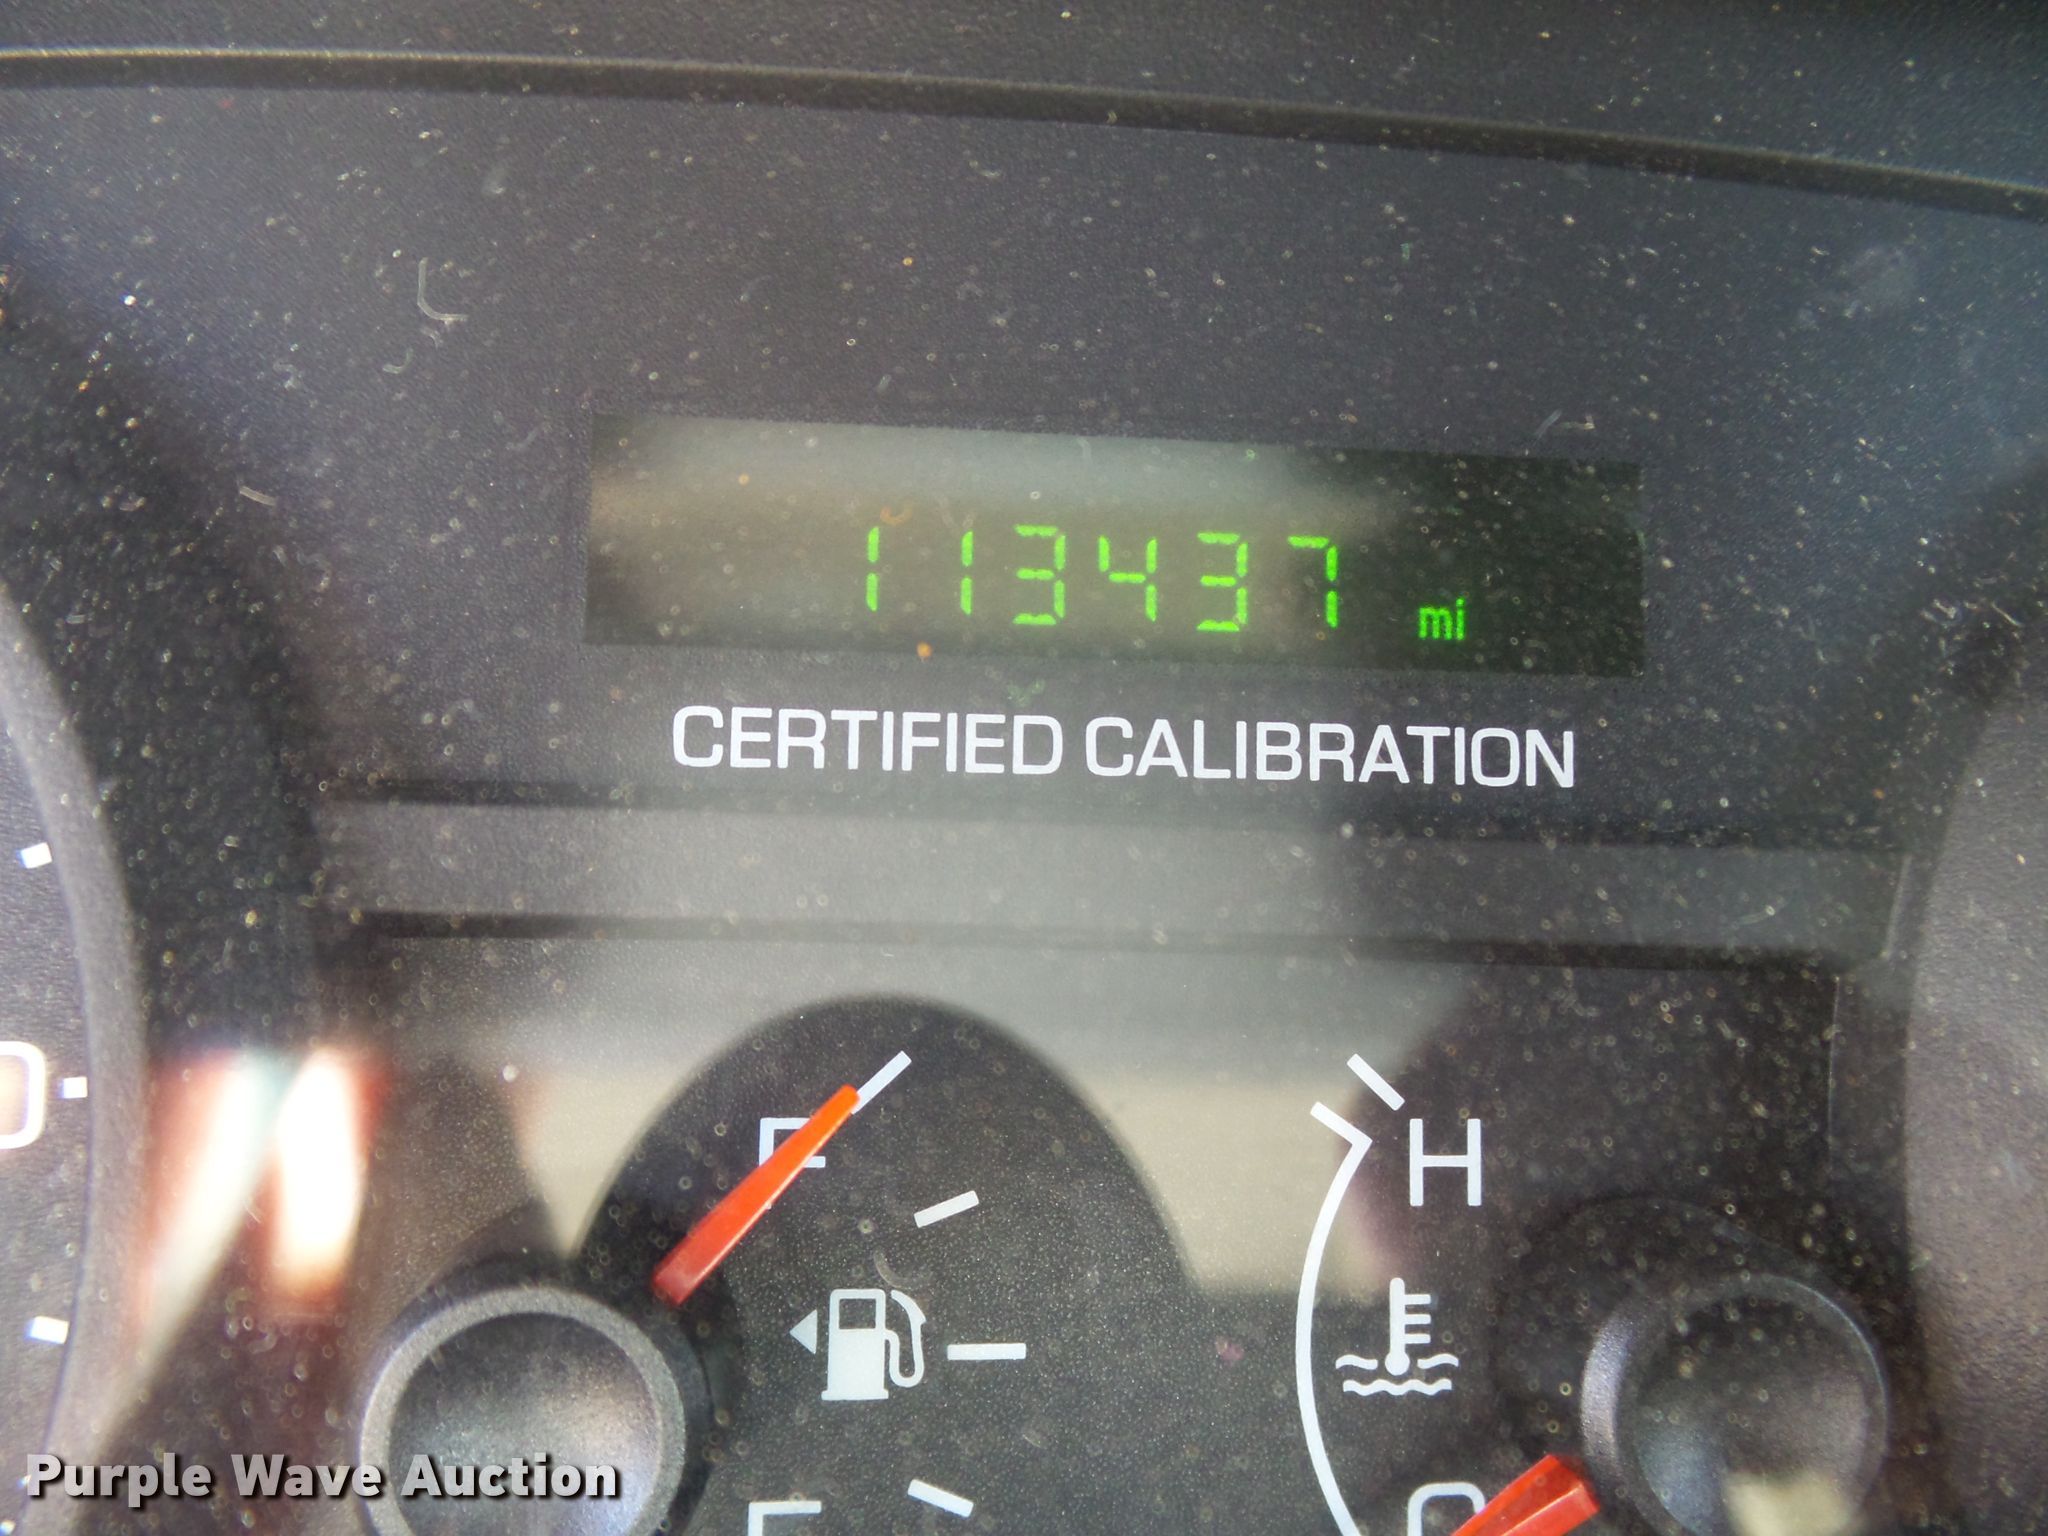 113437 mi
CERTIFIED CALIBRATION
F
H
Purple Wave Auction